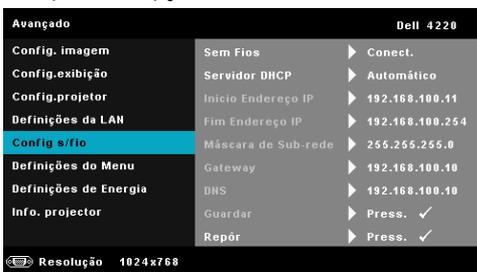 Avançado Dell 4220
Config. imagem
Config.exibição
Config.projetor
Definições da LAN
Config s/fio
Definições do Menu
Definições de Energia
Info. projector
Sem Fios Conect.
Servidor DHCP Automático
Inicio Endereço IP 192.168.100.11
Fim Endereço IP 192.168.100.254
Máscara de Sub-rede 255.255.255.0
Gateway 192.168.100.10
DNS 192.168.100.10
Guardar Press. ✓
Repôr Press. ✓
Resolução 1024x768